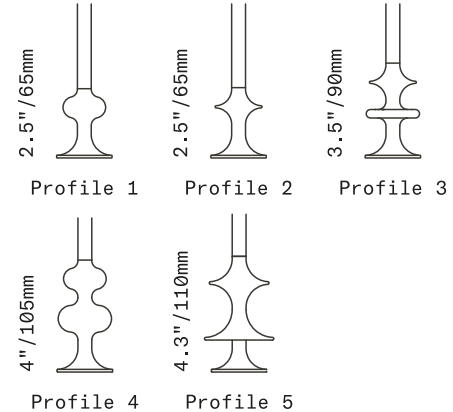 2.5"/65mm
2.5"/65mm
3.5"/90mm
Profile 1
Profile 2
Profile 3
4"/105mm
4.3"/110mm
Profile 4
Profile 5